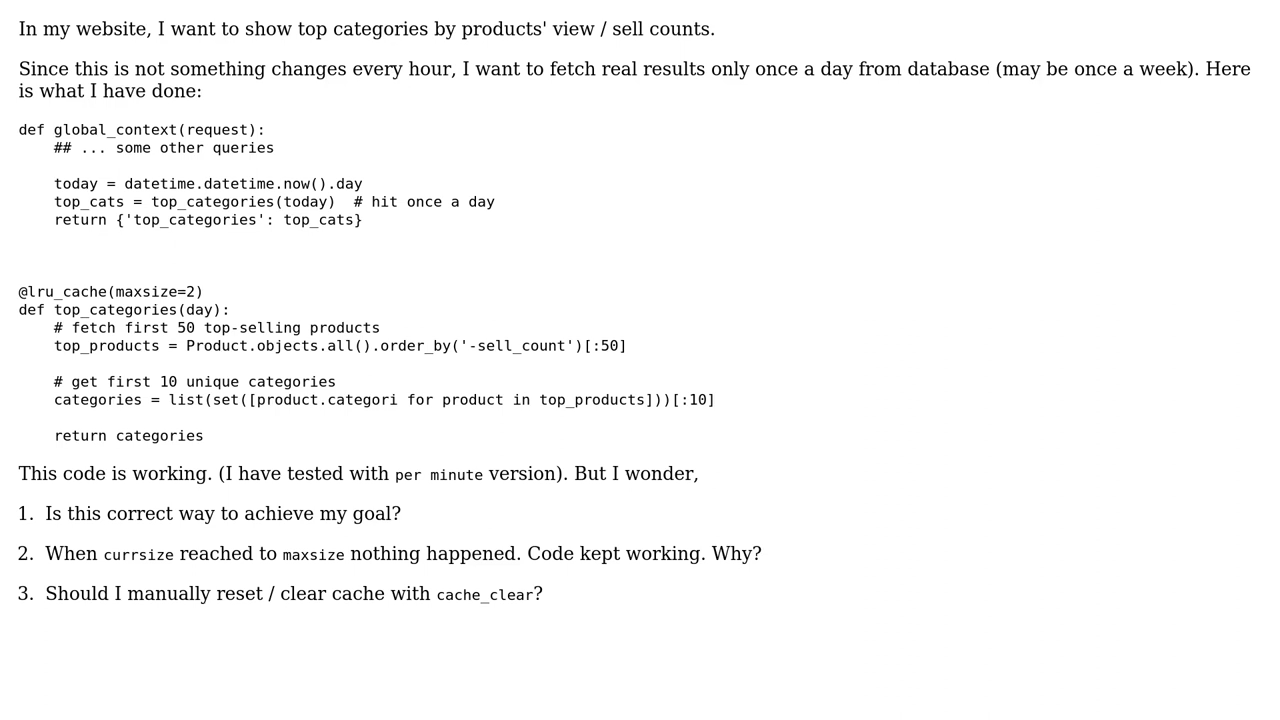 In my website, I want to show top categories by products' view / sell counts.
Since this is not something changes every hour, I want to fetch real results only once a day from database (may be once a week). Here
is what I have done:
def global_context(request):
    ## ... some other queries
    today = datetime.datetime.now().day
    top_cats = top_categories(today)  # hit once a day
    return {'top_categories': top_cats}
@lru_cache(maxsize=2)
def top_categories(day):
    # fetch first 50 top-selling products
    top_products = Product.objects.all().order_by('-sell_count')[:50]
    # get first 10 unique categories
    categories = list(set([product.categori for product in top_products]))[:10]
    return categories
This code is working. (I have tested with per minute version). But I wonder,
1. Is this correct way to achieve my goal?
2. When currsize reached to maxsize nothing happened. Code kept working. Why?
3. Should I manually reset / clear cache with cache_clear?